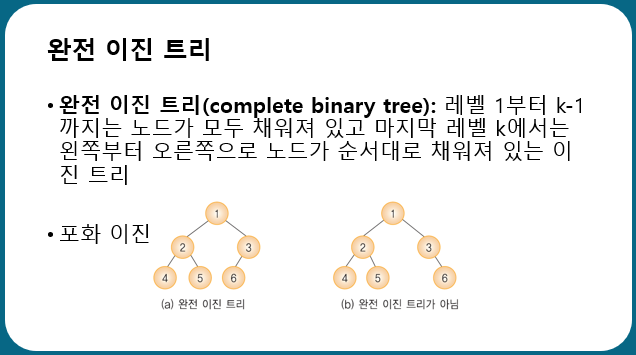 완전 이진 트리
• 완전 이진 트리(complete binary tree): 레벨 1부터 k-1
까지는 노드가 모두 채워져 있고 마지막 레벨 k에서는
왼쪽부터 오른쪽으로 노드가 순서대로 채워져 있는 이
진 트리
• 포화 이진
1
2 3
4 5 6
(a) 완전 이진 트리
1
2 3
4 5 6
(b) 완전 이진 트리가 아님